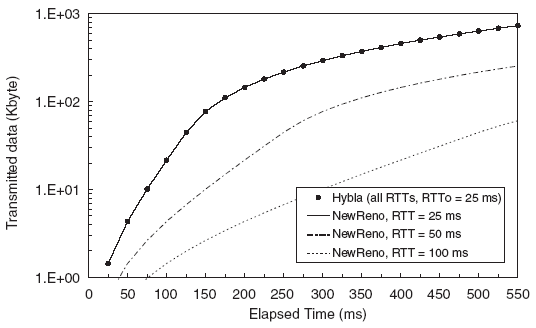 1.E+03
1.E+02
1.E+01
1.E+00
Transmitted data (Kbyte)
Hybla (all RTTs, RTTo = 25 ms)
NewReno, RTT = 25 ms
NewReno, RTT = 50 ms
NewReno, RTT = 100 ms
0 50 100 150 200 250 300 350 400 450 500 550
Elapsed Time (ms)